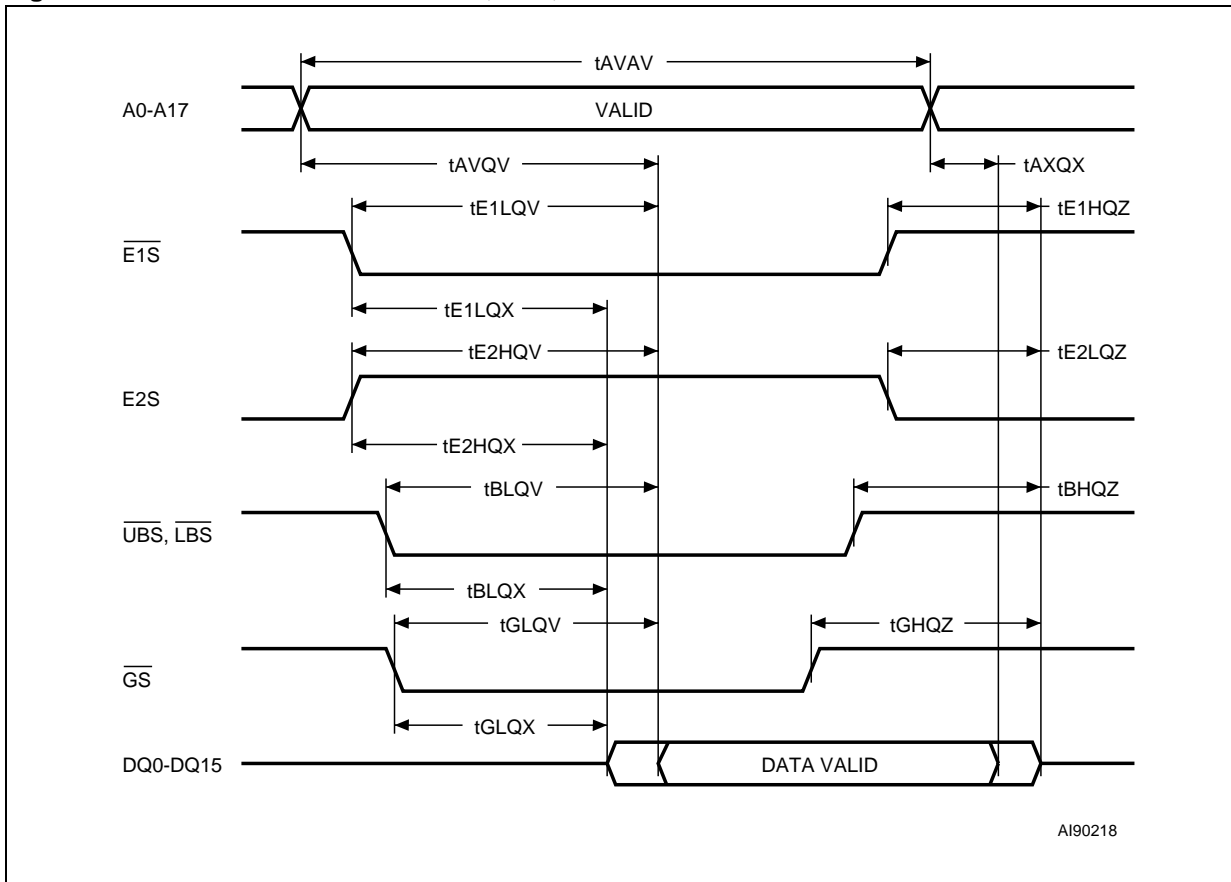 tAVAV
A0-A17 VALID
tAVQV tAXQX
tE1LQV tE1HQZ
E1S
tE1LQX
tE2HQV tE2LQZ
E2S
tE2HQX
tBLQV tBHQZ
UBS, LBS
tBLQX
tGLQV tGHQZ
GS
tGLQX
DQ0-DQ15 DATA VALID
AI90218